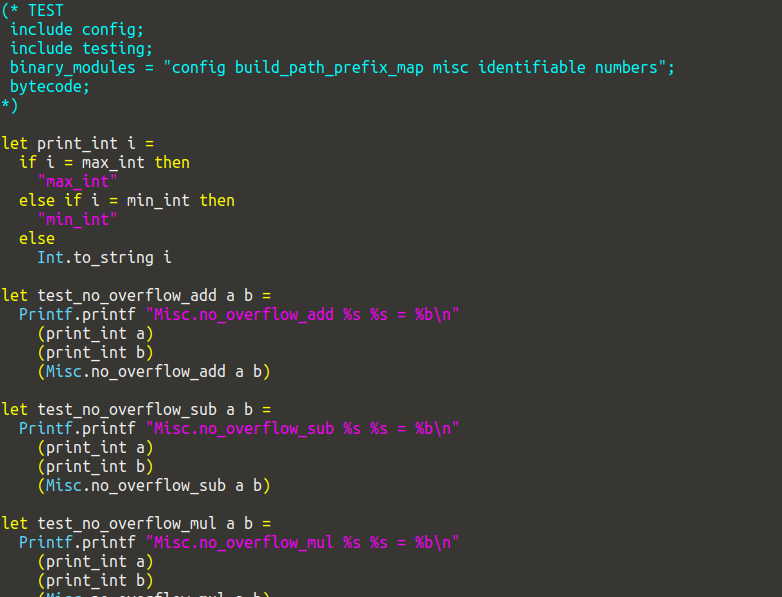 (* TEST
 include config;
 include testing;
 binary_modules = "config build_path_prefix_map misc identifiable numbers";
 bytecode;
*)

let print_int i =
  if i = max_int then
    "max_int"
  else if i = min_int then
    "min_int"
  else
    Int.to_string i

let test_no_overflow_add a b =
  Printf.printf "Misc.no_overflow_add %s %s = %b\n"
    (print_int a)
    (print_int b)
    (Misc.no_overflow_add a b)

let test_no_overflow_sub a b =
  Printf.printf "Misc.no_overflow_sub %s %s = %b\n"
    (print_int a)
    (print_int b)
    (Misc.no_overflow_sub a b)

let test_no_overflow_mul a b =
  Printf.printf "Misc.no_overflow_mul %s %s = %b\n"
    (print_int a)
    (print_int b)
    (Misc.no_overflow_mul a b)